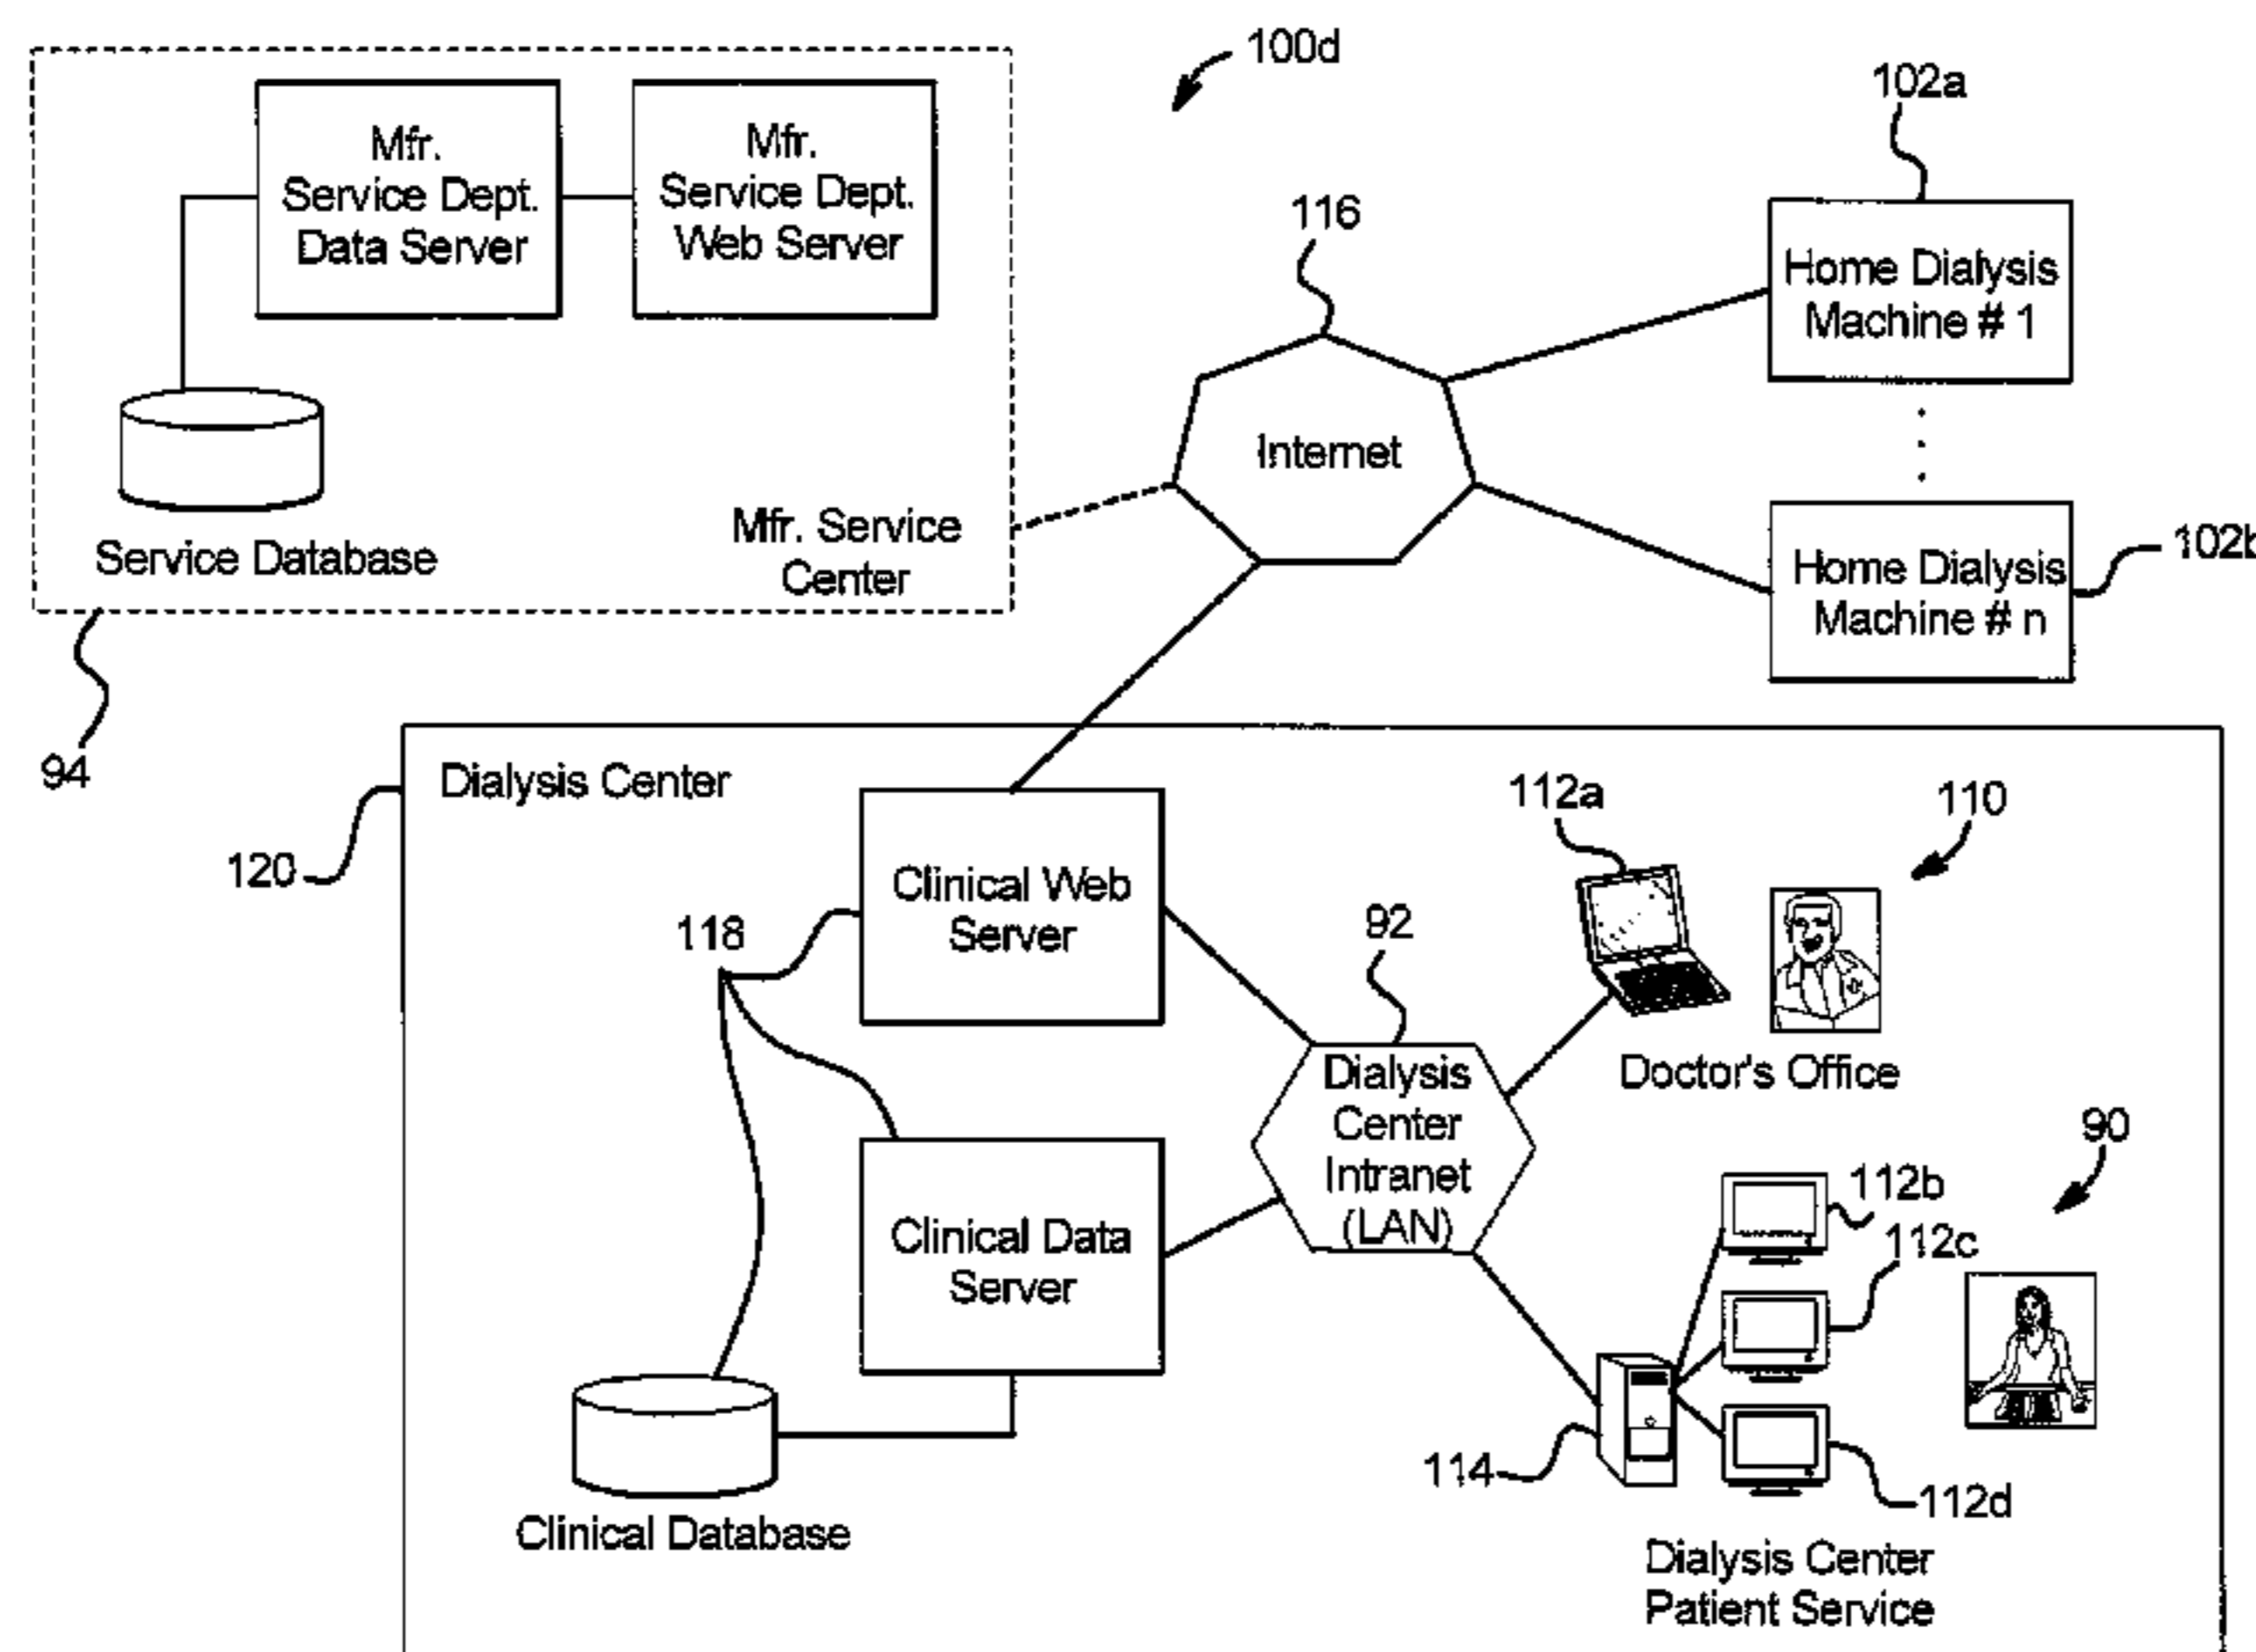 100d
102a
Mfr.
Service Dept.
Data Server
Mfr.
Service Dept.
Web Server
116
Home Dialysis
Machine # 1
Internet
Mfr. Service
Center
Service Database
Home Dialysis
Machine # n
102b
94
Dialysis Center
120
112a
110
Clinical Web
Server
118
92
Dialysis
Center
Intranet
(LAN)
Doctor's Office
90
112b
112c
Clinical Data
Server
114
112d
Clinical Database
Dialysis Center
Patient Service